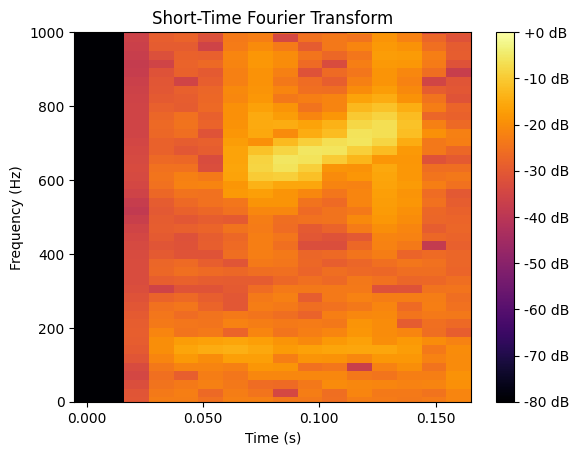 Short-Time Fourier Transform
1000
800
600
400
200
0
Frequency (Hz)
0.000
0.050
0.100
0.150
Time (s)
+0 dB
-10 dB
-20 dB
-30 dB
-40 dB
-50 dB
-60 dB
-70 dB
-80 dB